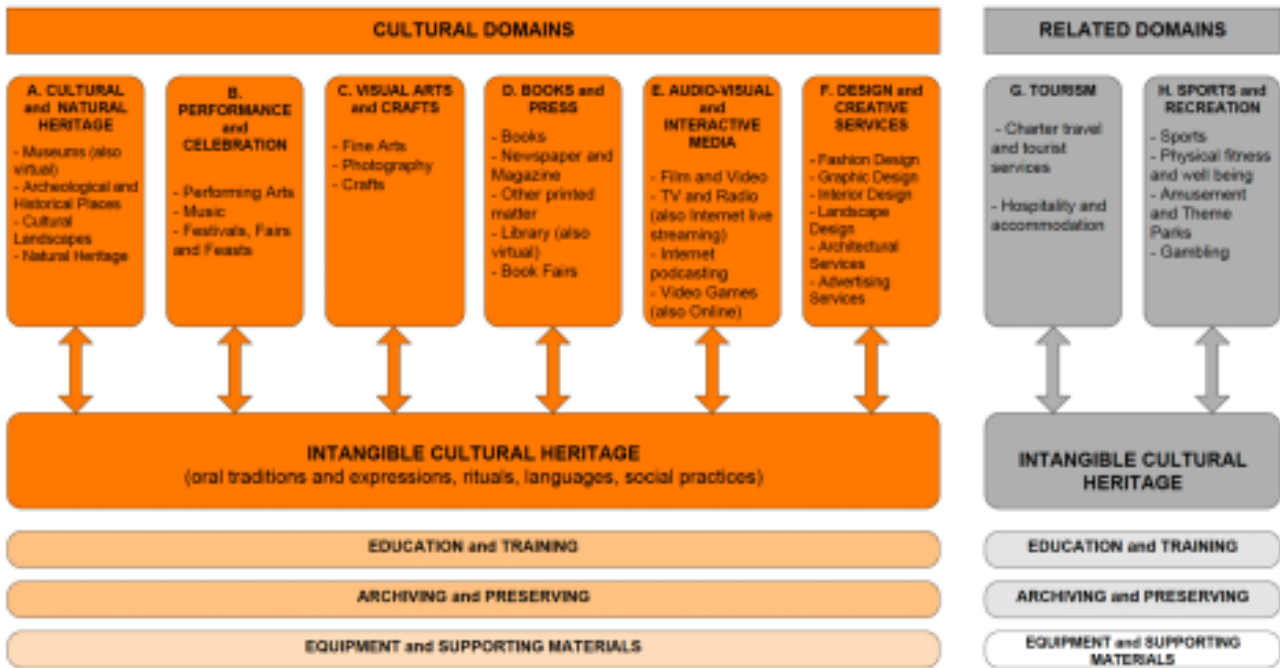 CULTURAL DOMAINS
RELATED DOMAINS
A. CULTURAL
and NATURAL
HERITAGE
- Museums (also
virtual)
- Archeological and
Historical Places
- Cultural
Landscapes
- Natural Heritage
B.
PERFORMANCE
and
CELEBRATION
- Performing Arts
- Music
- Festivals, Fairs
and Feasts
C. VISUAL ARTS
and CRAFTS
- Fine Arts
- Photography
- Crafts
D. BOOKS and
PRESS
- Books
- Newspaper and
Magazine
- Other printed
matter
- Library (also
virtual)
- Book Fairs
E. AUDIO-VISUAL
and
INTERACTIVE
MEDIA
- Film and Video
- TV and Radio
(also Internet live
streaming)
- Internet
podcasting
- Video Games
(also Online)
F. DESIGN and
CREATIVE
SERVICES
- Fashion Design
- Graphic Design
- Interior Design
- Landscape
Design
- Architectural
Services
- Advertising
Services
G. TOURISM
- Charter travel
and tourist
services
- Hospitality and
accommodation
H. SPORTS and
RECREATION
- Sports
- Physical fitness
and well being
- Amusement
and Theme
Parks
- Gambling
INTANGIBLE CULTURAL HERITAGE
(oral traditions and expressions, rituals, languages, social practices)
INTANGIBLE CULTURAL
HERITAGE
EDUCATION and TRAINING
EDUCATION and TRAINING
ARCHIVING and PRESERVING
ARCHIVING and PRESERVING
EQUIPMENT and SUPPORTING MATERIALS
EQUIPMENT and SUPPORTING
MATERIALS